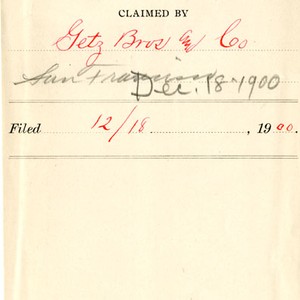 CLAIMED BY
Getz Bros & Co
San Francisco
Dec. 18-1900
Filed 12/18, 1900.